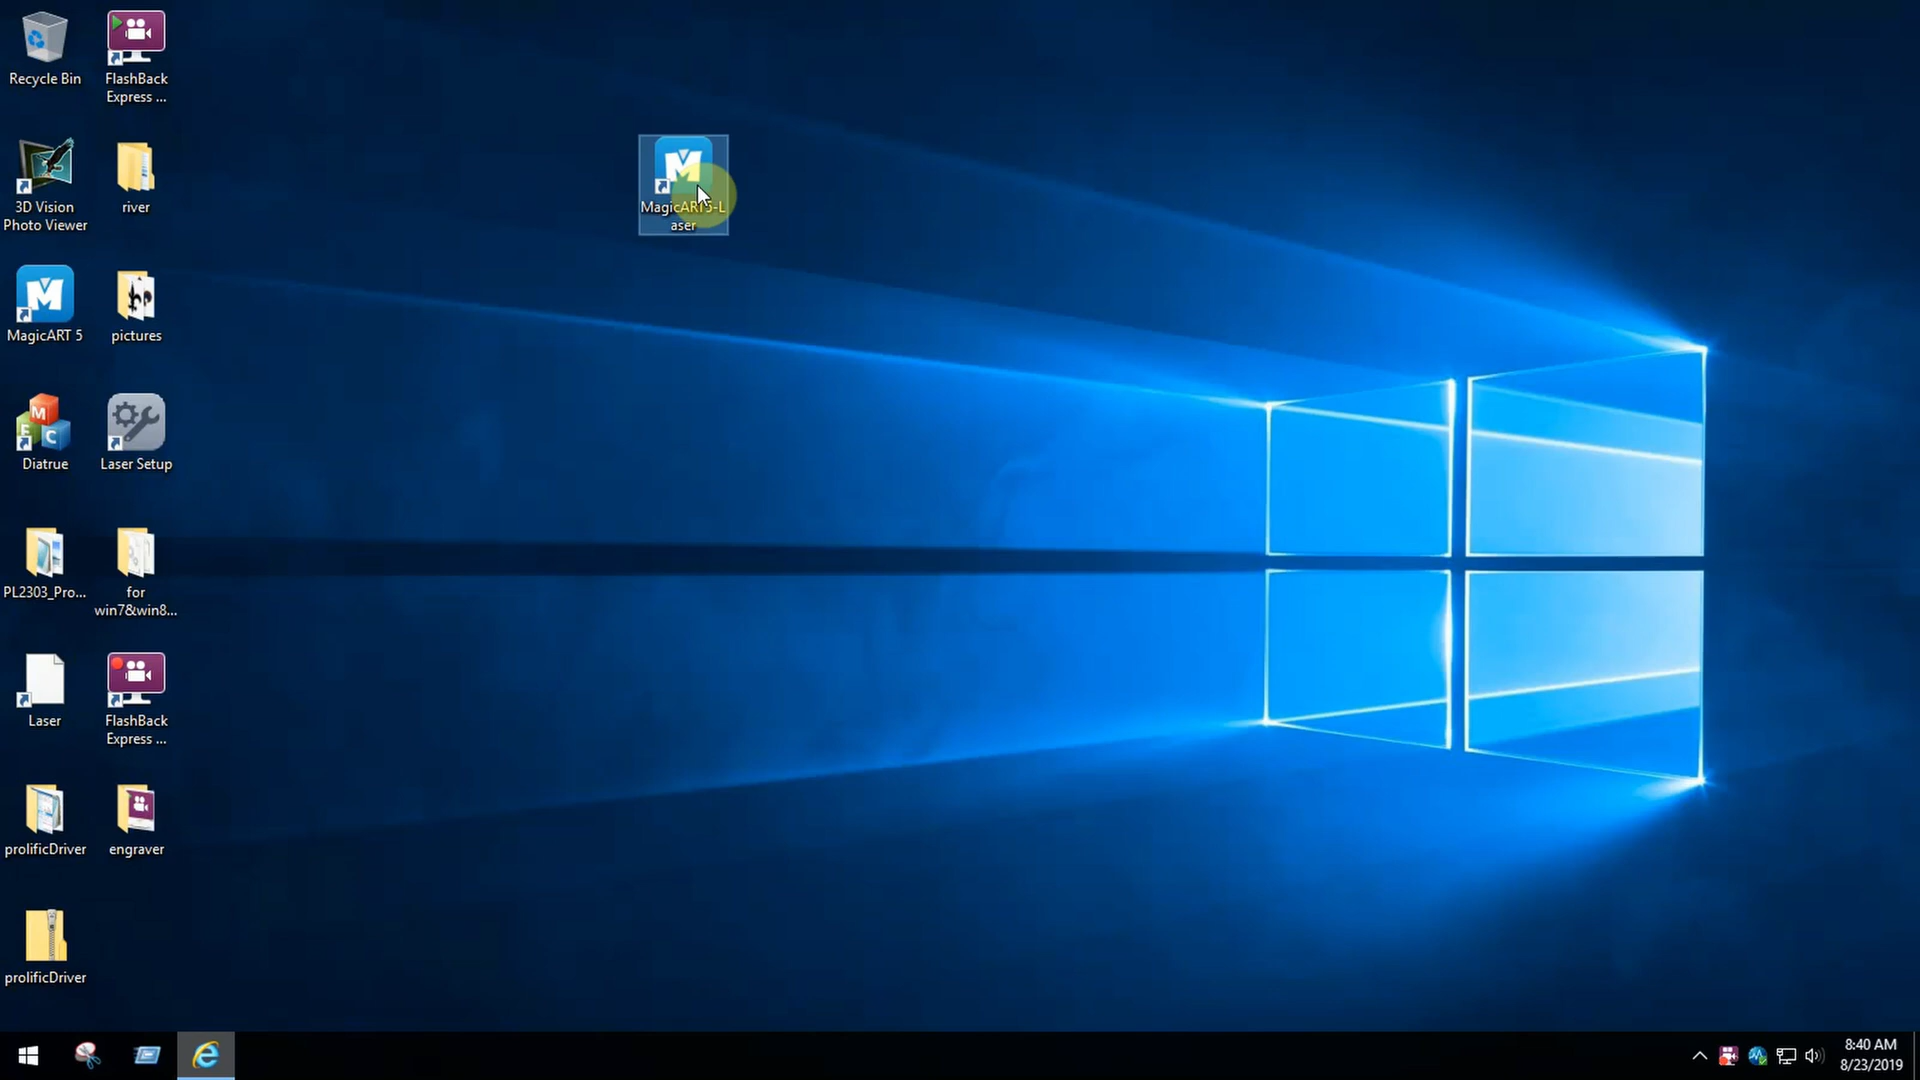 Recycle Bin
FlashBack
Express ...
3D Vision
Photo Viewer
river
MagicART5-L
aser
MagicART 5
pictures
Diatrue
Laser Setup
PL2303_Pro...
for
win7&win8...
Laser
FlashBack
Express ...
prolificDriver
engraver
prolificDriver
8:40 AM
8/23/2019